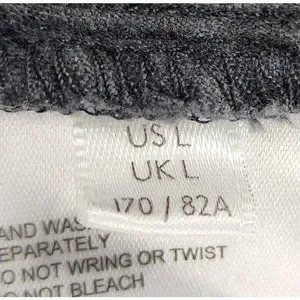 US L
UK L
170 / 82A
AND WAS
EPARATELY
O NOT WRING OR TWIST
O NOT BLEACH